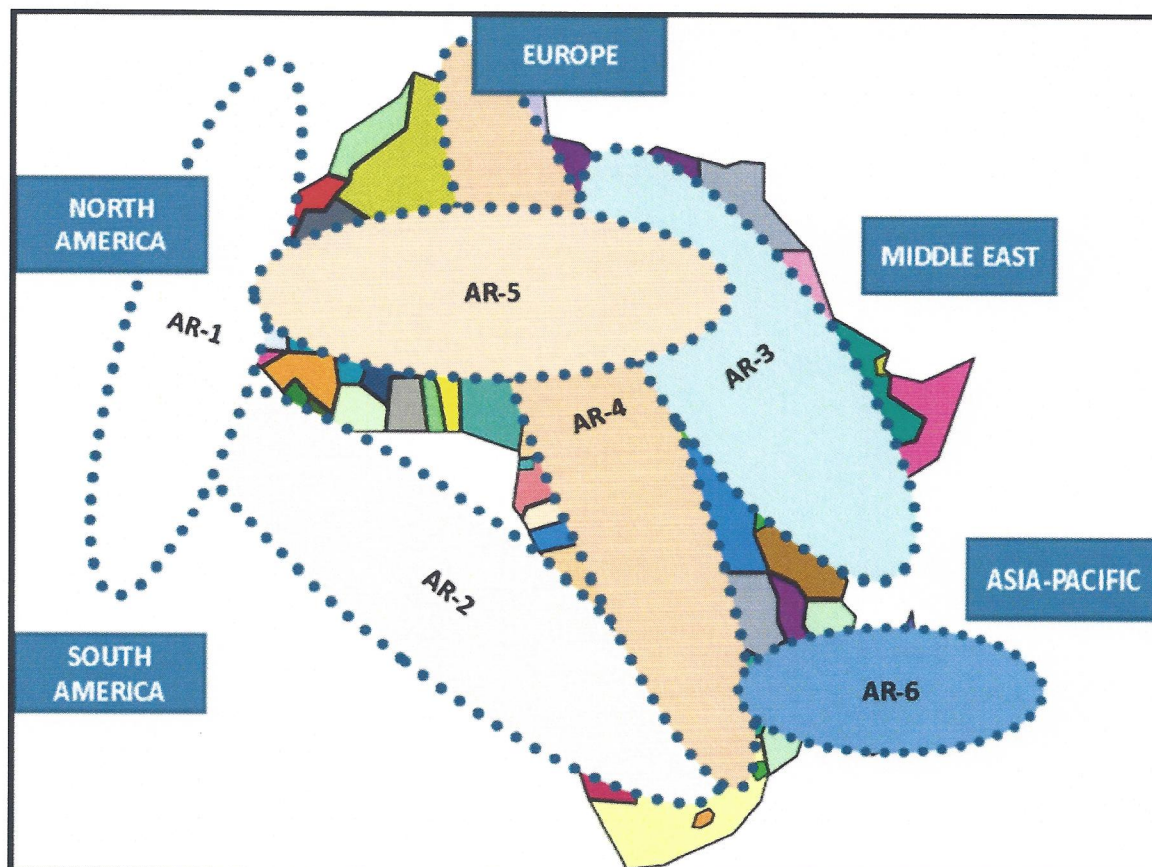 EUROPE
NORTH
AMERICA
MIDDLE EAST
AR-5
AR-1
AR-3
AR-4
ASIA-PACIFIC
AR-2
SOUTH
AMERICA
AR-6